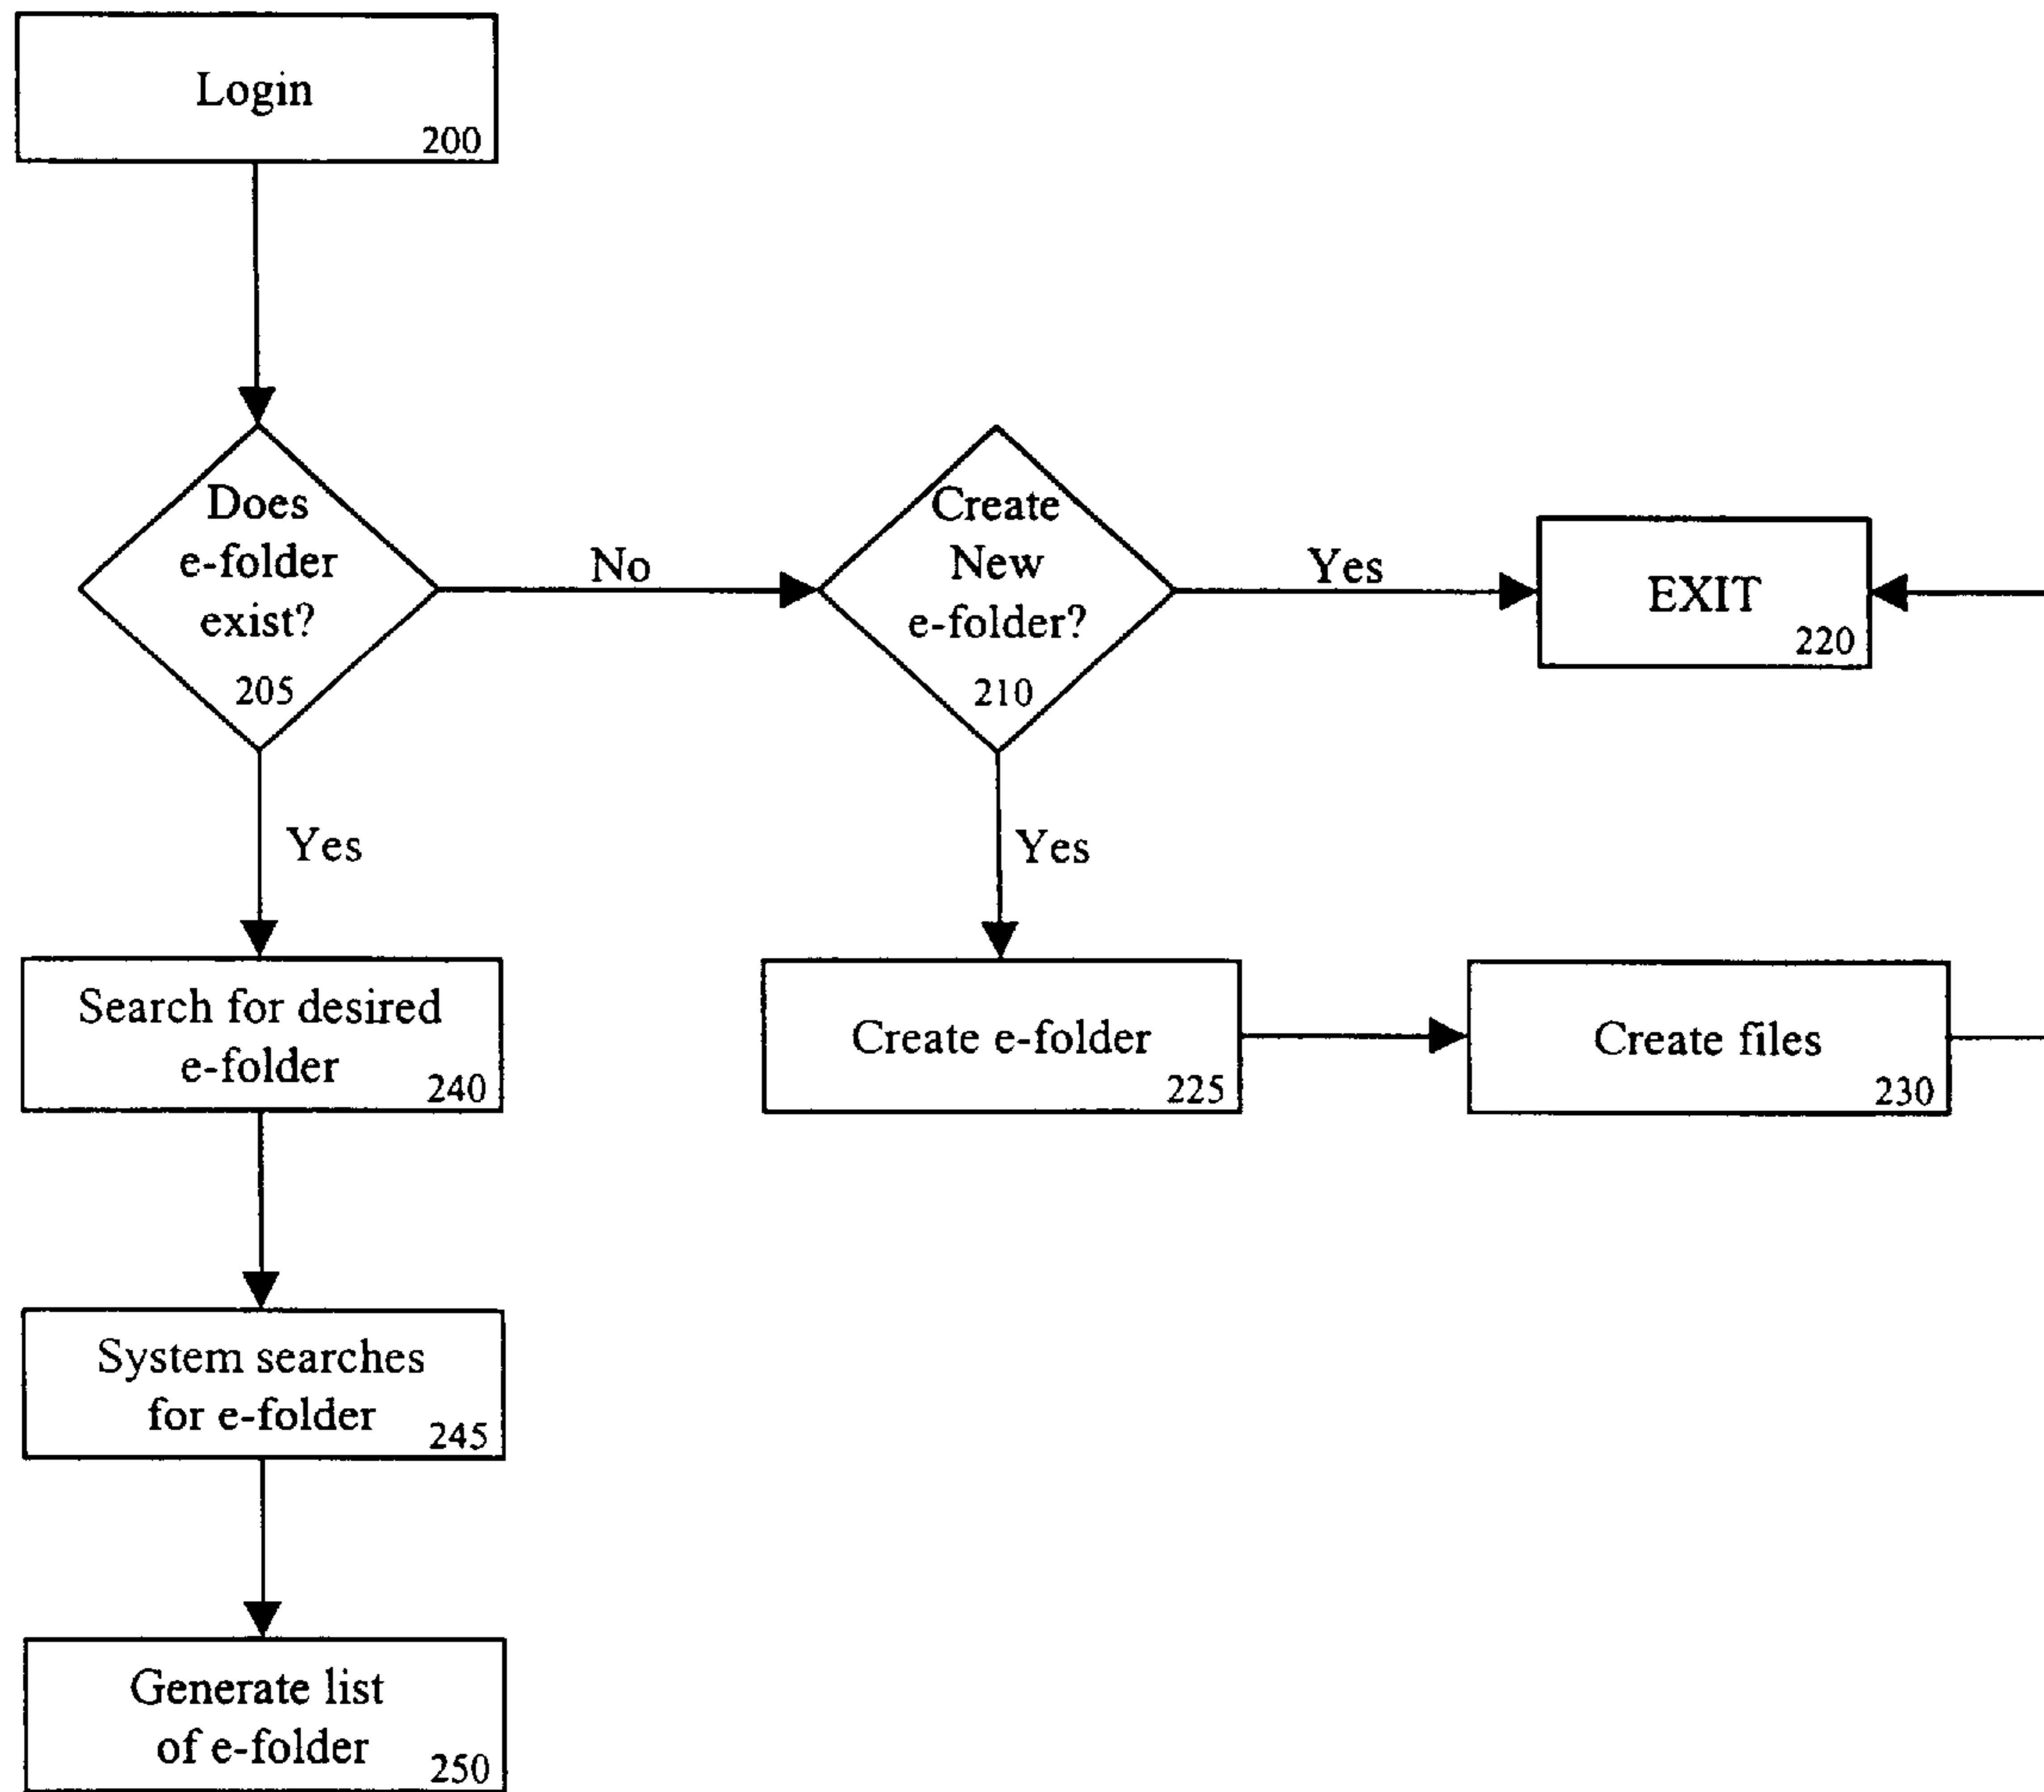 Login
200
Does
e-folder
exist?
205
No
Create
New
e-folder?
210
Yes
EXIT
220
Yes
Yes
Search for desired
e-folder
240
Create e-folder
225
Create files
230
System searches
for e-folder
245
Generate list
of e-folder
250